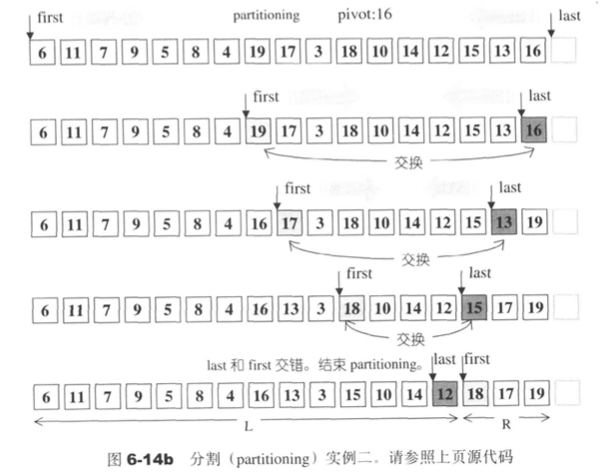 first partitioning pivot:16 last
6 11 7 9 5 8 4 19 17 3 18 10 14 12 15 13 16
first last
6 11 7 9 5 8 4 19 17 3 18 10 14 12 15 13 16
交换
first last
6 11 7 9 5 8 4 16 17 3 18 10 14 12 15 13 19
交换
first last
6 11 7 9 5 8 4 16 13 3 18 10 14 12 15 17 19
交换
last 和 first 交错。结束 partitioning。 last first
6 11 7 9 5 8 4 16 13 3 15 10 14 12 18 17 19
L R
图 6-14b 分割（partitioning）实例二。请参照上页源代码